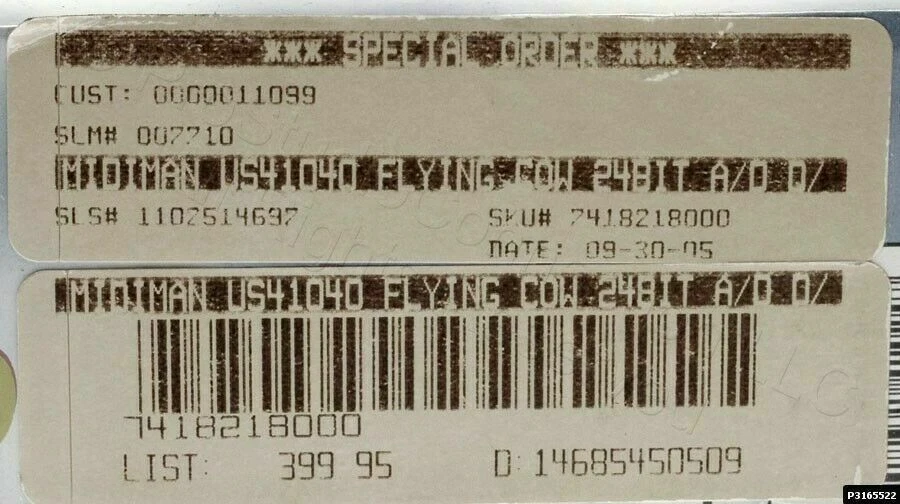 *** SPECIAL ORDER ***
CUST: 0000011099
SLM# 007710
MIDIMAN US41040 FLYING COW 24BIT A/D D/
SLS# 1102514697 SKU# 7418218000
DATE: 09-30-05
MIDIMAN US41040 FLYING COW 24BIT A/D D/
7418218000
LIST: 399 95 D:14685450509
P3165522